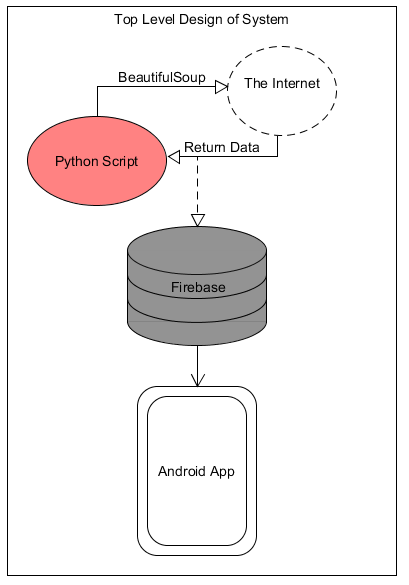 Top Level Design of System
BeautifulSoup
The Internet
Return Data
Python Script
Firebase
Android App